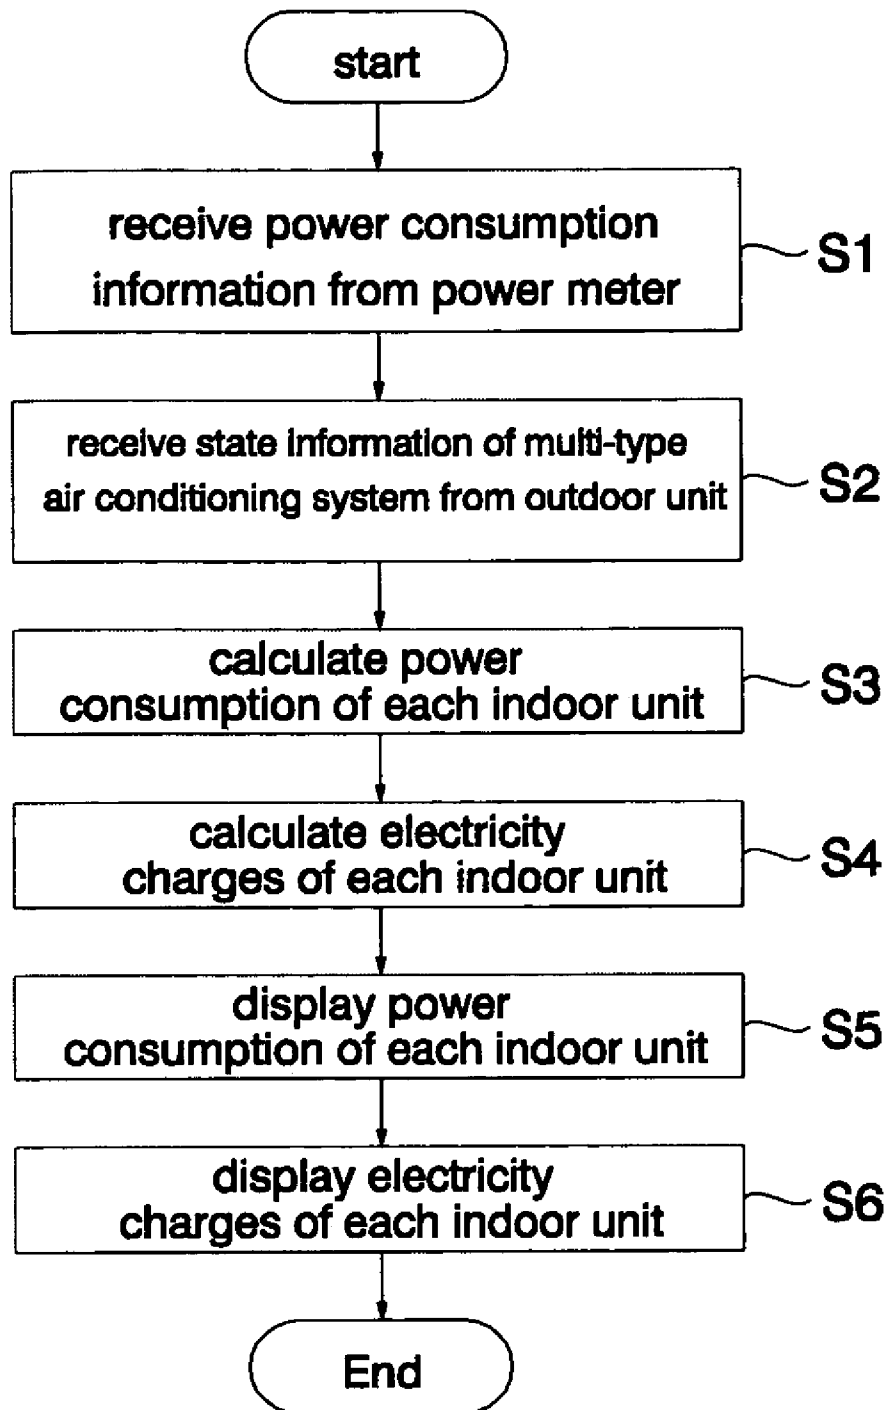 start
receive power consumption
information from power meter
S1
receive state information of multi-type
air conditioning system from outdoor unit
S2
calculate power
consumption of each indoor unit
S3
calculate electricity
charges of each indoor unit
S4
display power
consumption of each indoor unit
S5
display electricity
charges of each indoor unit
S6
End